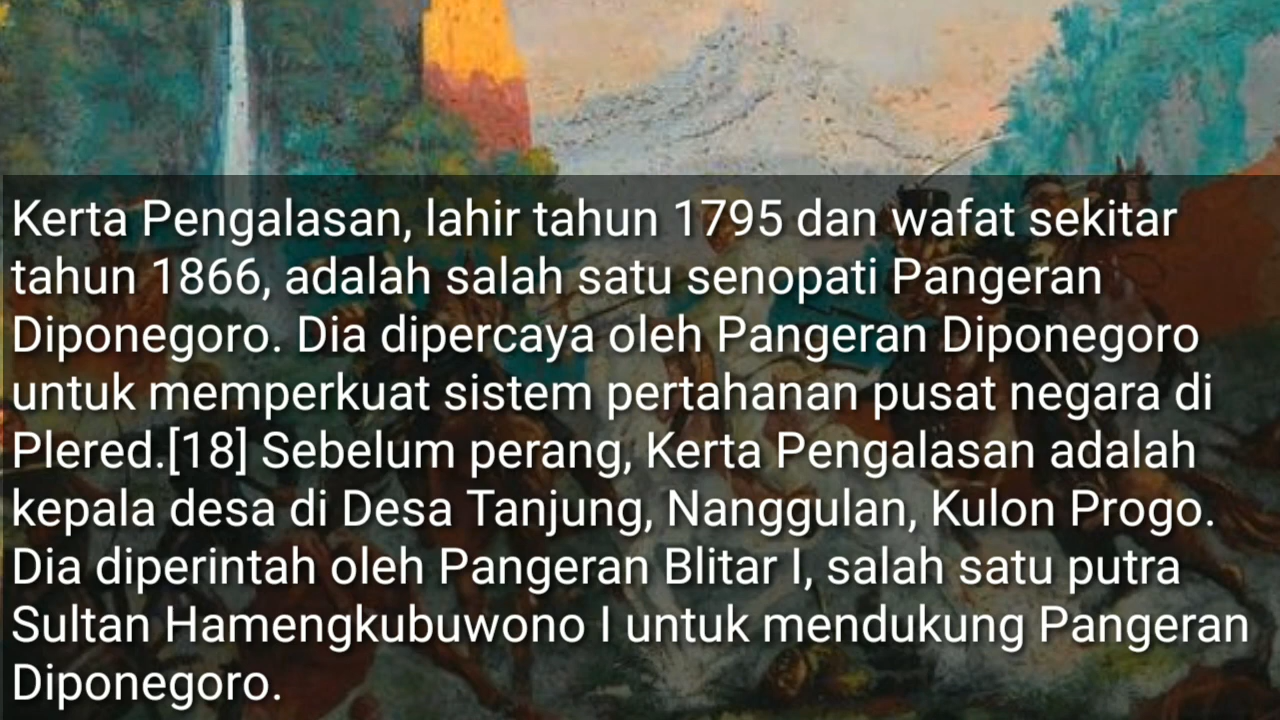 Kerta Pengalasan, lahir tahun 1795 dan wafat sekitar
tahun 1866, adalah salah satu senopati Pangeran
Diponegoro. Dia dipercaya oleh Pangeran Diponegoro
untuk memperkuat sistem pertahanan pusat negara di
Plered.[18] Sebelum perang, Kerta Pengalasan adalah
kepala desa di Desa Tanjung, Nanggulan, Kulon Progo.
Dia diperintah oleh Pangeran Blitar I, salah satu putra
Sultan Hamengkubuwono I untuk mendukung Pangeran
Diponegoro.